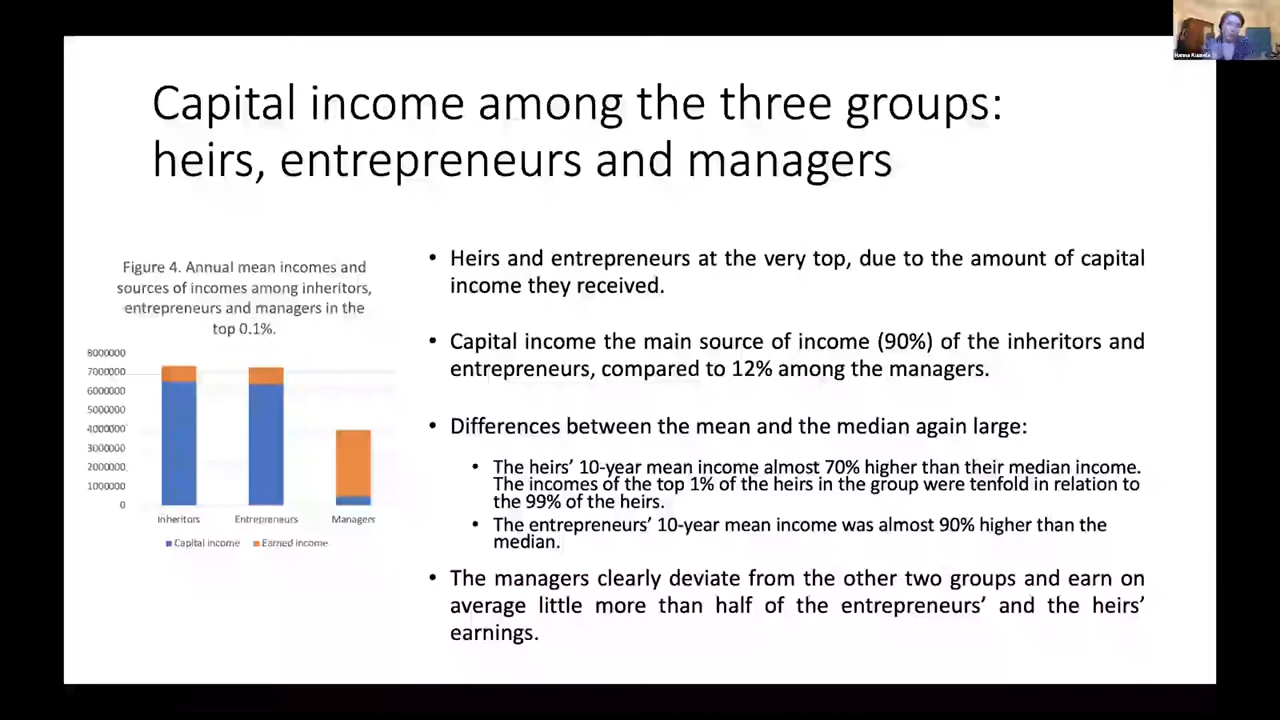 Capital income among the three groups:
heirs, entrepreneurs and managers
Figure 4. Annual mean incomes and
sources of incomes among inheritors,
entrepreneurs and managers in the
top 0.1%.
8000000
7000000
6000000
5000000
4000000
3000000
2000000
1000000
0
Inheritors
Entrepreneurs
Managers
Capital income
Earned income
• Heirs and entrepreneurs at the very top, due to the amount of capital
income they received.
• Capital income the main source of income (90%) of the inheritors and
entrepreneurs, compared to 12% among the managers.
• Differences between the mean and the median again large:
• The heirs’ 10-year mean income almost 70% higher than their median income.
The incomes of the top 1% of the heirs in the group were tenfold in relation to
the 99% of the heirs.
• The entrepreneurs’ 10-year mean income was almost 90% higher than the
median.
• The managers clearly deviate from the other two groups and earn on
average little more than half of the entrepreneurs’ and the heirs’
earnings.